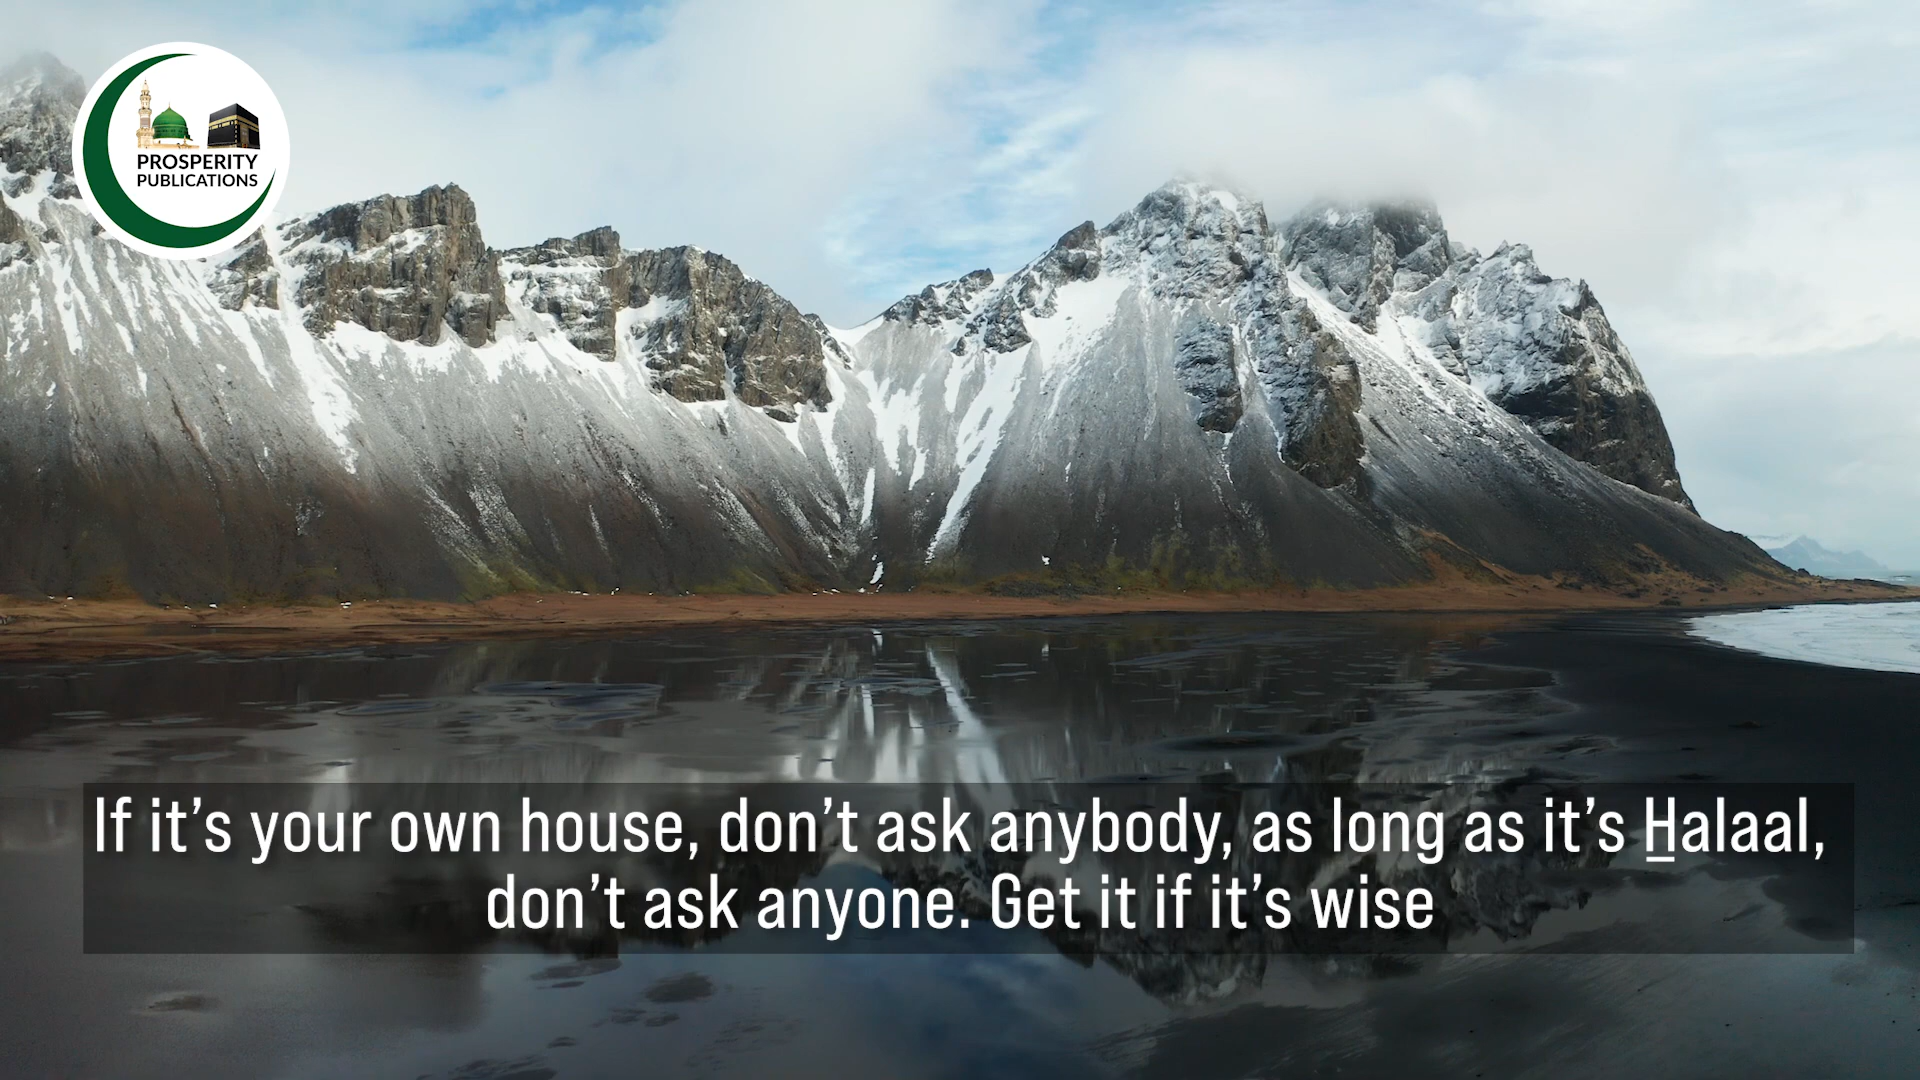 PROSPERITY
PUBLICATIONS
If it’s your own house, don’t ask anybody, as long as it’s H̲alaal,
don’t ask anyone. Get it if it’s wise